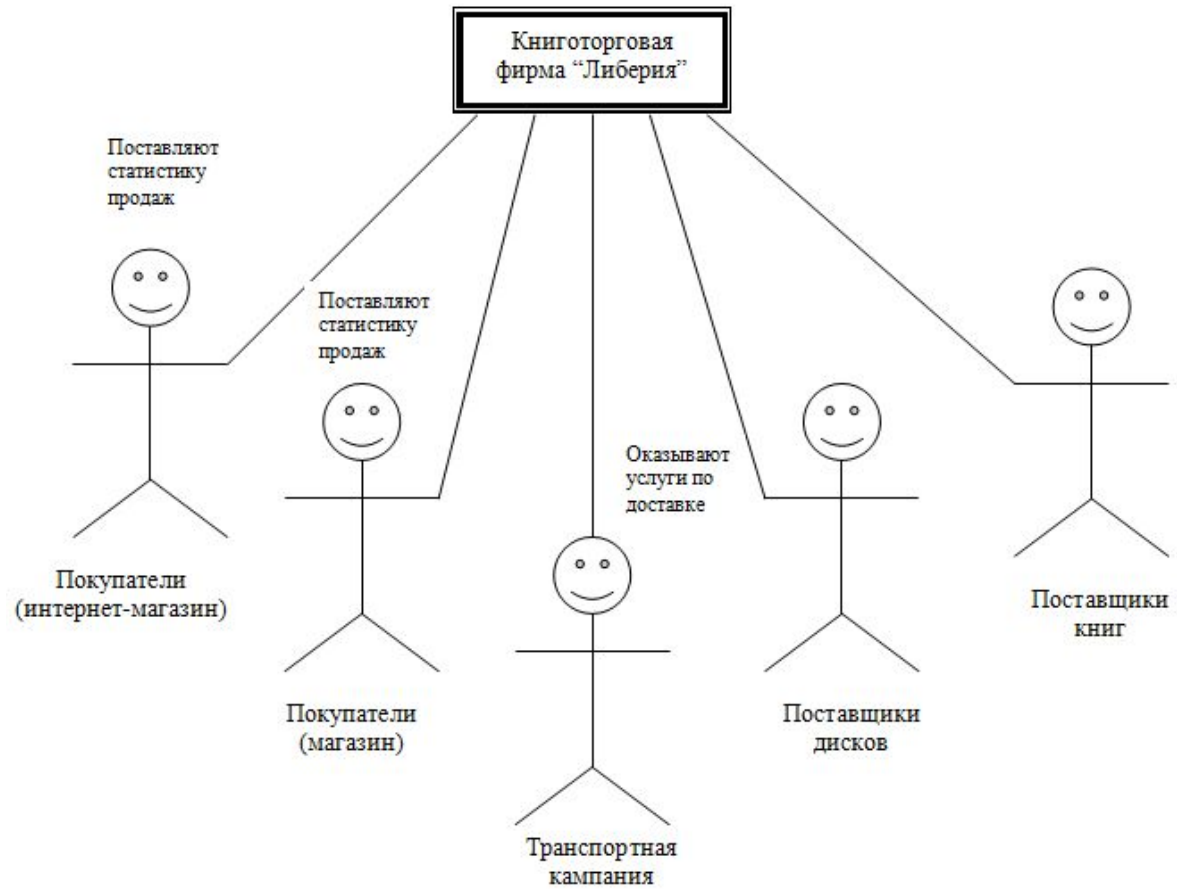 Книготорговая
фирма “Либерия”
Поставляют
статистику
продаж
Поставляют
статистику
продаж
Оказывают
услуги по
доставке
Покупатели
(интернет-магазин)
Поставщики
книг
Покупатели
(магазин)
Поставщики
дисков
Транспортная
кампания